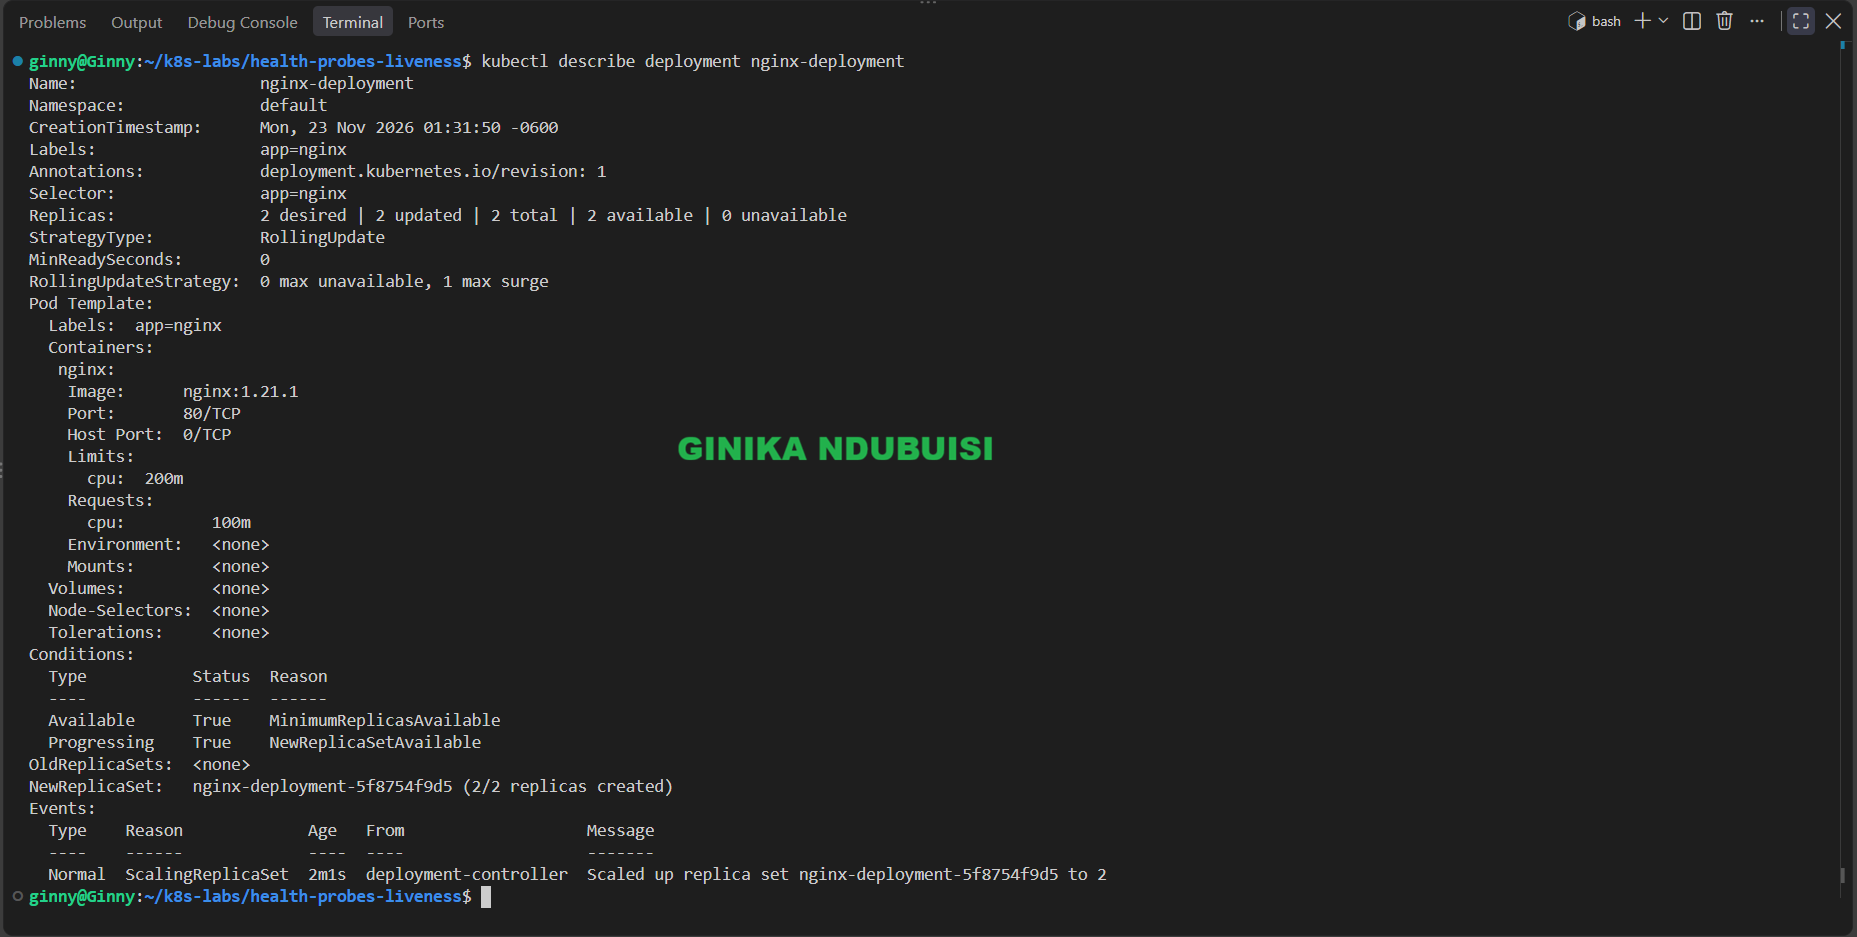 Problems Output Debug Console Terminal Ports bash
ginny@Ginny:~/k8s-labs/health-probes-liveness$ kubectl describe deployment nginx-deployment
Name:                   nginx-deployment
Namespace:              default
CreationTimestamp:      Mon, 23 Nov 2026 01:31:50 -0600
Labels:                 app=nginx
Annotations:            deployment.kubernetes.io/revision: 1
Selector:               app=nginx
Replicas:               2 desired | 2 updated | 2 total | 2 available | 0 unavailable
StrategyType:           RollingUpdate
MinReadySeconds:        0
RollingUpdateStrategy:  0 max unavailable, 1 max surge
Pod Template:
  Labels:  app=nginx
  Containers:
   nginx:
    Image:      nginx:1.21.1
    Port:       80/TCP
    Host Port:  0/TCP
GINIKA NDUBUISI
    Limits:
      cpu:  200m
    Requests:
      cpu:         100m
    Environment:   <none>
    Mounts:        <none>
  Volumes:         <none>
  Node-Selectors:  <none>
  Tolerations:     <none>
Conditions:
  Type           Status  Reason
  ----           ------  ------
  Available      True    MinimumReplicasAvailable
  Progressing    True    NewReplicaSetAvailable
OldReplicaSets:  <none>
NewReplicaSet:   nginx-deployment-5f8754f9d5 (2/2 replicas created)
Events:
  Type    Reason             Age   From                   Message
  ----    ------             ----  ----                   -------
  Normal  ScalingReplicaSet  2m1s  deployment-controller  Scaled up replica set nginx-deployment-5f8754f9d5 to 2
ginny@Ginny:~/k8s-labs/health-probes-liveness$